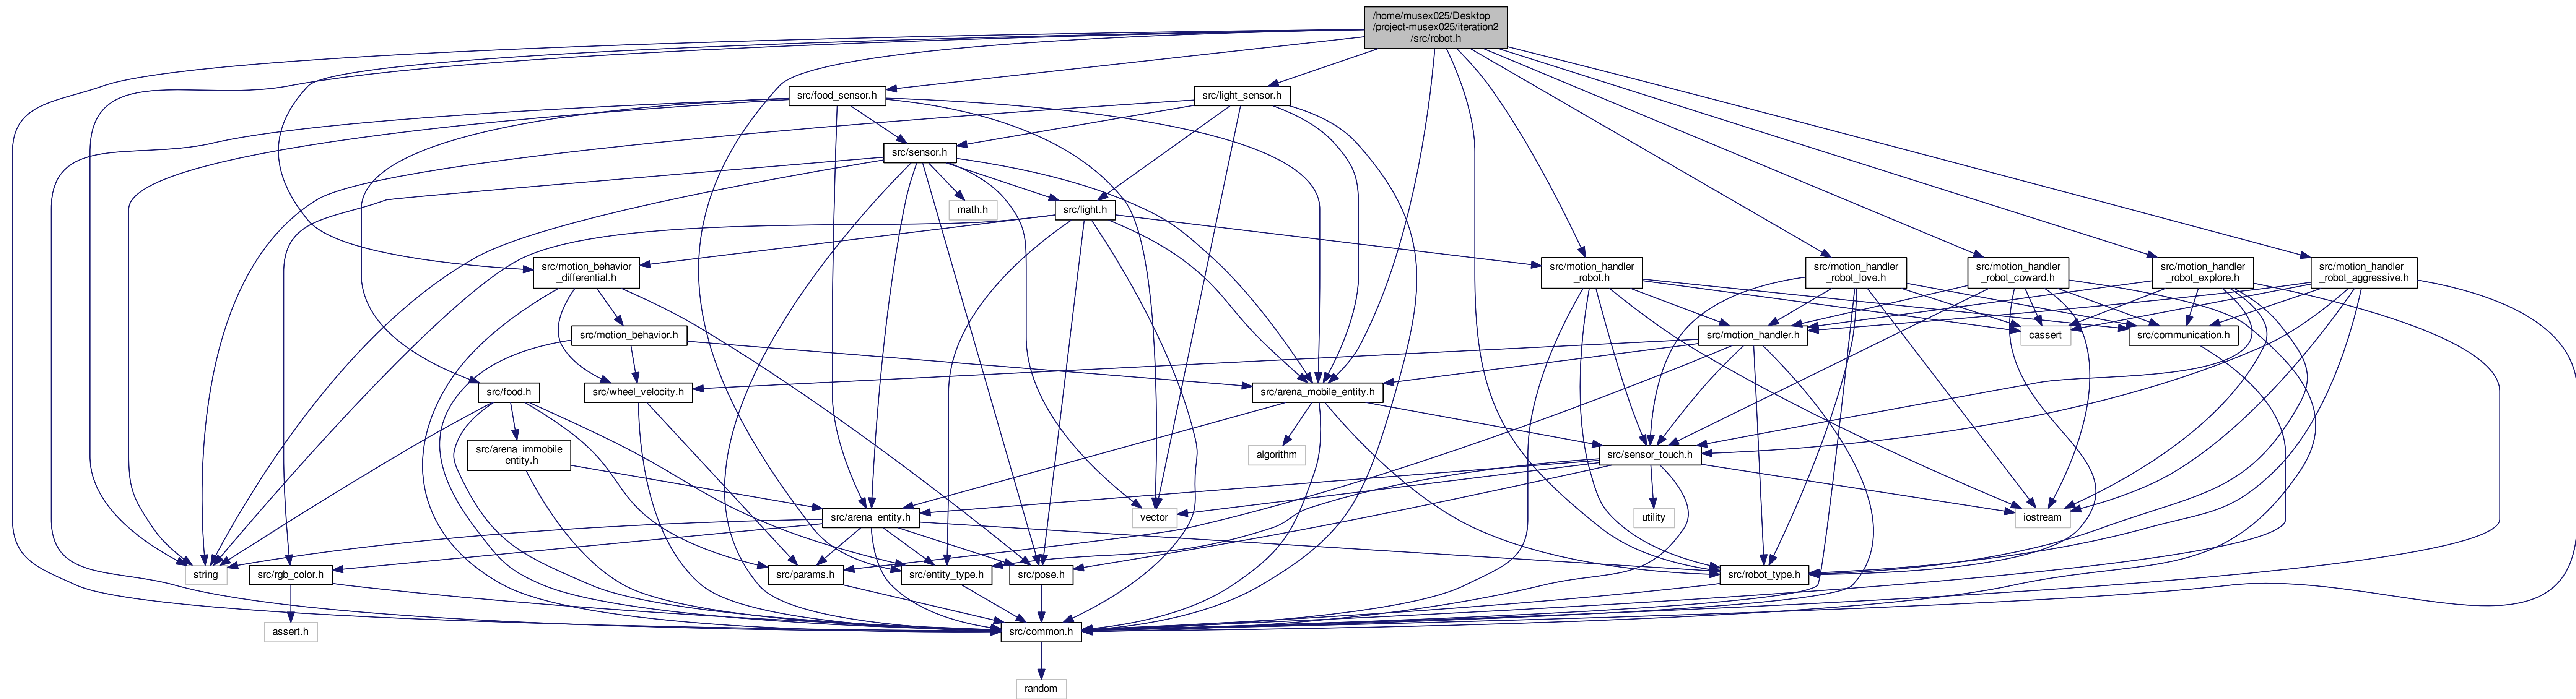 /home/musex025/Desktop
/project-musex025/iteration2
/src/robot.h
src/food_sensor.h
src/light_sensor.h
src/sensor.h
math.h
src/light.h
src/motion_behavior
_differential.h
src/motion_handler
_robot.h
src/motion_handler
_robot_love.h
src/motion_handler
_robot_coward.h
src/motion_handler
_robot_explore.h
src/motion_handler
_robot_aggressive.h
src/motion_behavior.h
src/motion_handler.h
cassert
src/communication.h
src/food.h
src/wheel_velocity.h
src/arena_mobile_entity.h
src/arena_immobile
_entity.h
algorithm
src/sensor_touch.h
src/arena_entity.h
vector
utility
iostream
string
src/rgb_color.h
src/params.h
src/entity_type.h
src/pose.h
src/robot_type.h
assert.h
src/common.h
random